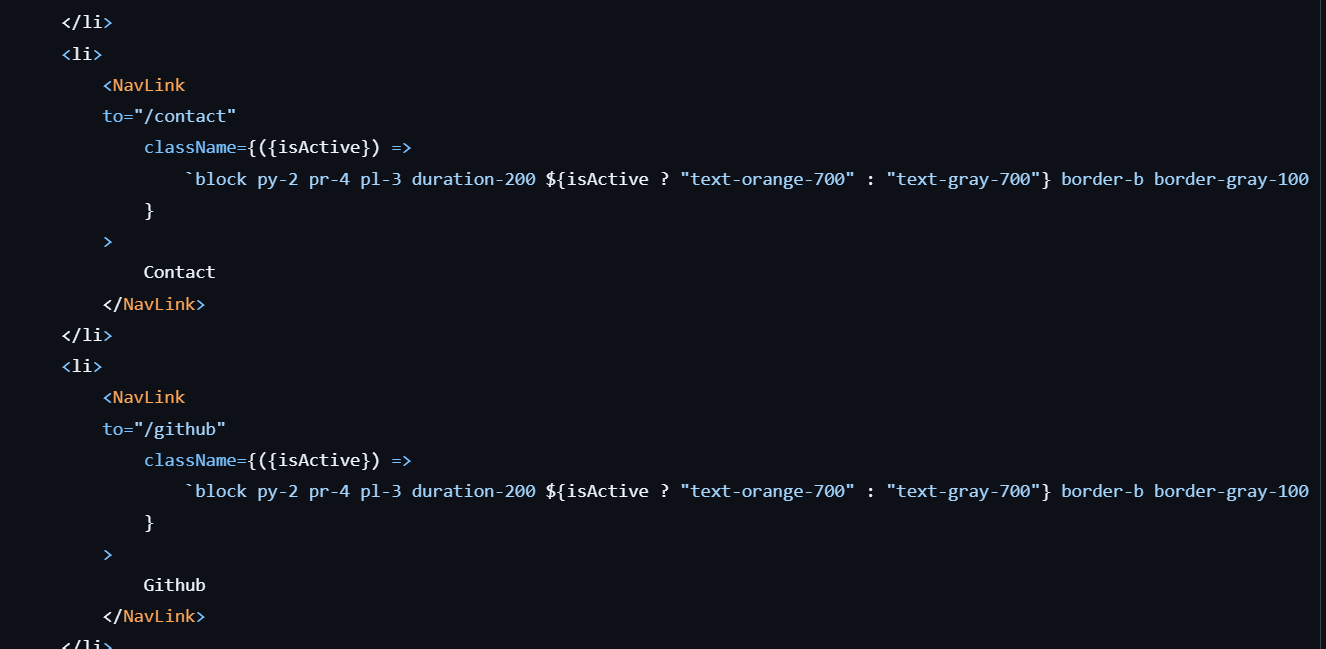 </li>
<li>
<NavLink
to="/contact"
className={({isActive}) =>
`block py-2 pr-4 pl-3 duration-200 ${isActive ? "text-orange-700" : "text-gray-700"} border-b border-gray-100
}
>
Contact
</NavLink>
</li>
<li>
<NavLink
to="/github"
className={({isActive}) =>
`block py-2 pr-4 pl-3 duration-200 ${isActive ? "text-orange-700" : "text-gray-700"} border-b border-gray-100
}
>
Github
</NavLink>
</li>